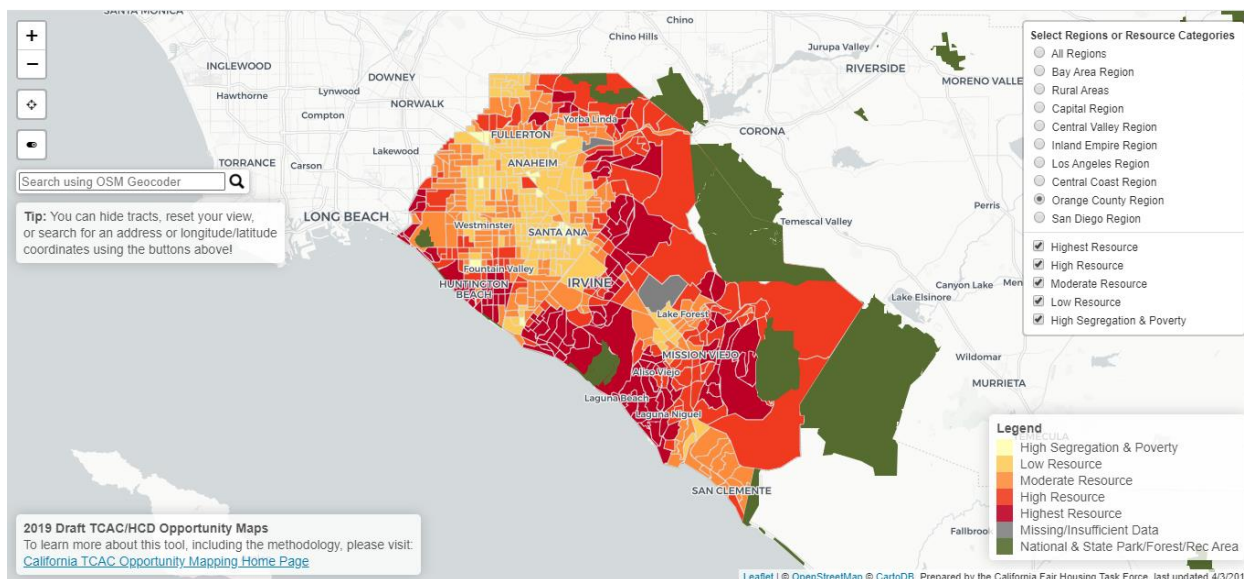 SANTA MONICA
Chino
Chino Hills
Jurupa Valley
RIVERSIDE
MORENO VALLE
INGLEWOOD
DOWNEY
Hawthorne
Lynwood
NORWALK
Compton
Yorba Linda
CORONA
FULLERTON
Lakewood
TORRANCE
Carson
ANAHEIM
Perris
LONG BEACH
Temescal Valley
Westminster
SANTA ANA
Fountain Valley
IRVINE
HUNTINGTON
BEACH
Canyon Lake
Men
Lake Elsinore
Lake Forest
MISSION VIEJO
Wildomar
Aliso Viejo
MURRIETA
Laguna Beach
Laguna Niguel
TEMECULA
SAN CLEMENTE
Fallbrook
+
−
Search using OSM Geocoder
Tip: You can hide tracts, reset your view,
or search for an address or longitude/latitude
coordinates using the buttons above!
Select Regions or Resource Categories
All Regions
Bay Area Region
Rural Areas
Capital Region
Central Valley Region
Inland Empire Region
Los Angeles Region
Central Coast Region
Orange County Region
San Diego Region
Highest Resource
High Resource
Moderate Resource
Low Resource
High Segregation & Poverty
Legend
High Segregation & Poverty
Low Resource
Moderate Resource
High Resource
Highest Resource
Missing/Insufficient Data
National & State Park/Forest/Rec Area
2019 Draft TCAC/HCD Opportunity Maps
To learn more about this tool, including the methodology, please visit:
California TCAC Opportunity Mapping Home Page
Leaflet | © OpenStreetMap © CartoDB, Prepared by the California Fair Housing Task Force, last updated 4/3/201